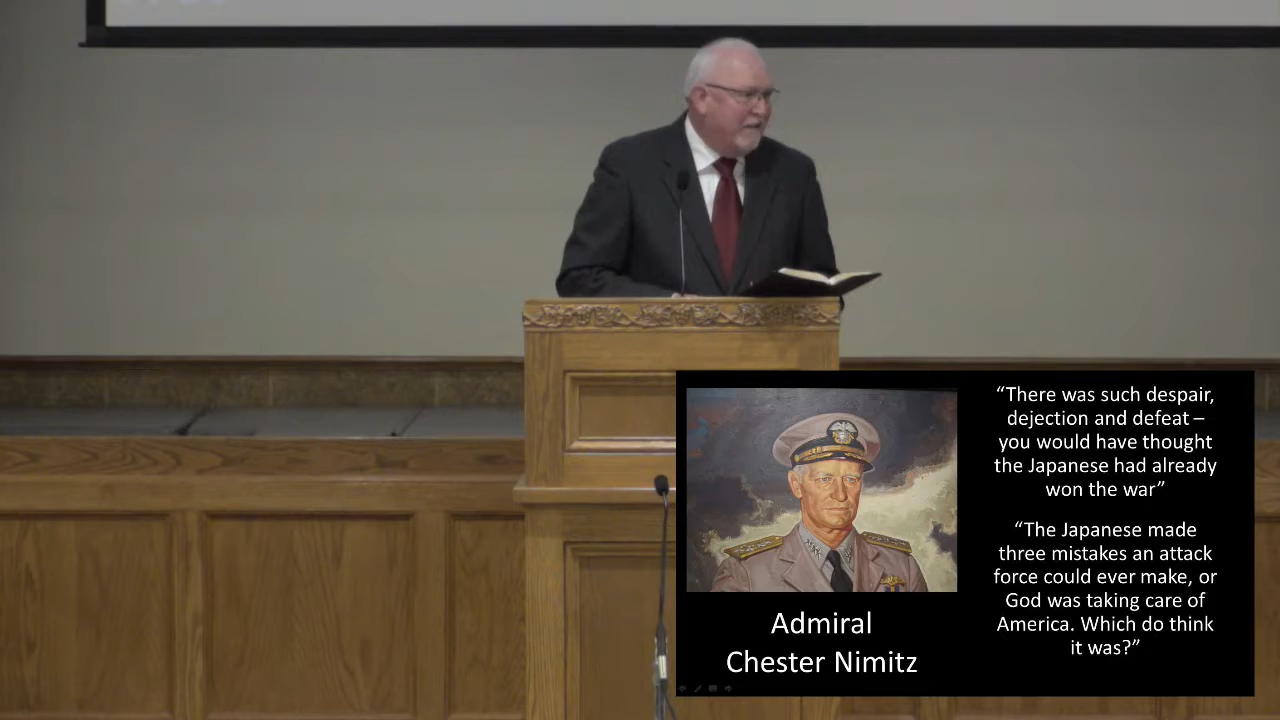 “There was such despair,
dejection and defeat –
you would have thought
the Japanese had already
won the war”
“The Japanese made
three mistakes an attack
force could ever make, or
God was taking care of
America. Which do think
it was?”
Admiral
Chester Nimitz